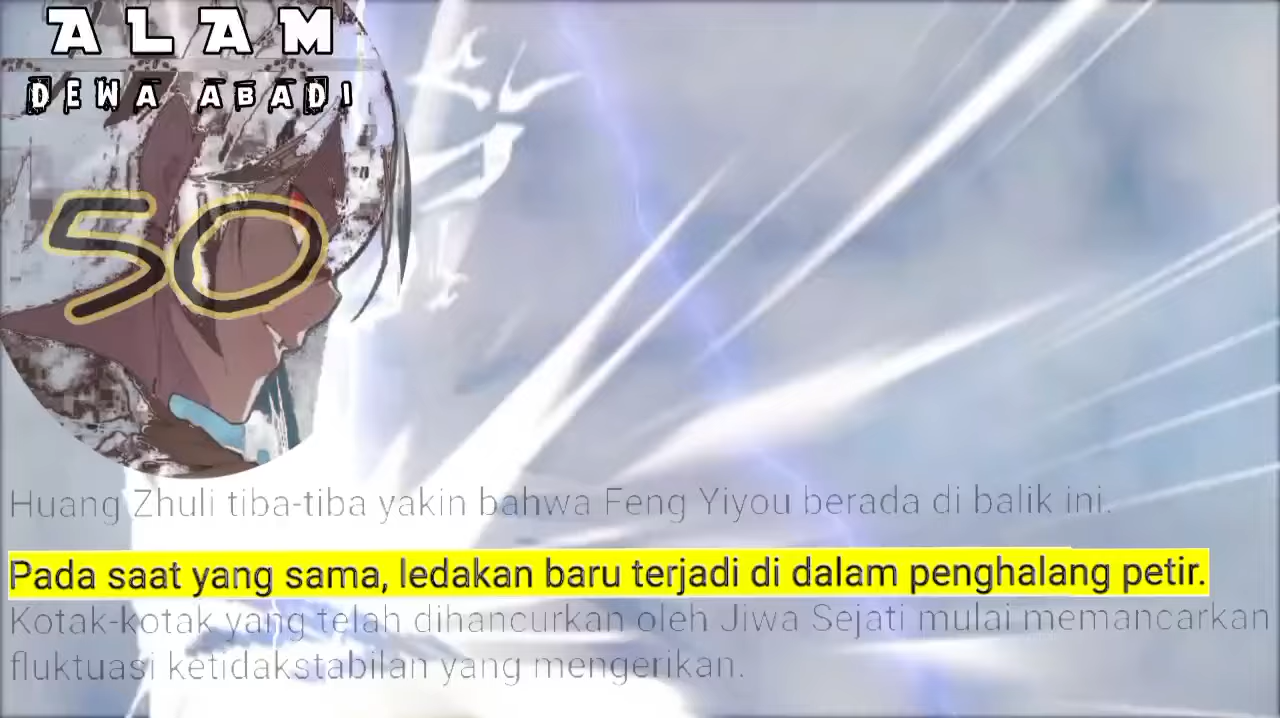 ALAM
DEWA ABADI
50
Huang Zhuli tiba-tiba yakin bahwa Feng Yiyou berada di balik ini.
Pada saat yang sama, ledakan baru terjadi di dalam penghalang petir.
Kotak-kotak yang telah dihancurkan oleh Jiwa Sejati mulai memancarkan
fluktuasi ketidakstabilan yang mengerikan.